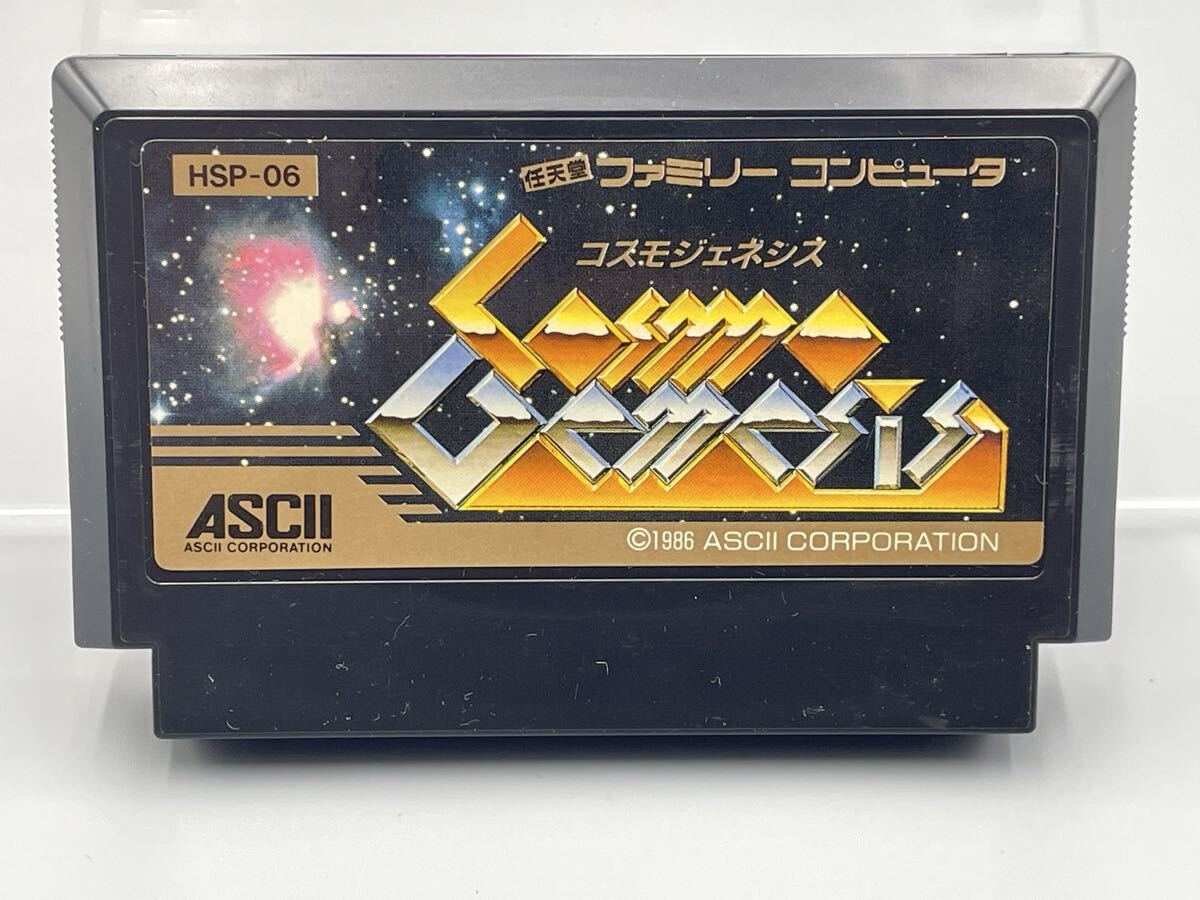 HSP-06
任天堂 ファミリー コンピュータ
コスモジェネシス
Cosmo
Genesis
ASCII
ASCII CORPORATION
©1986 ASCII CORPORATION